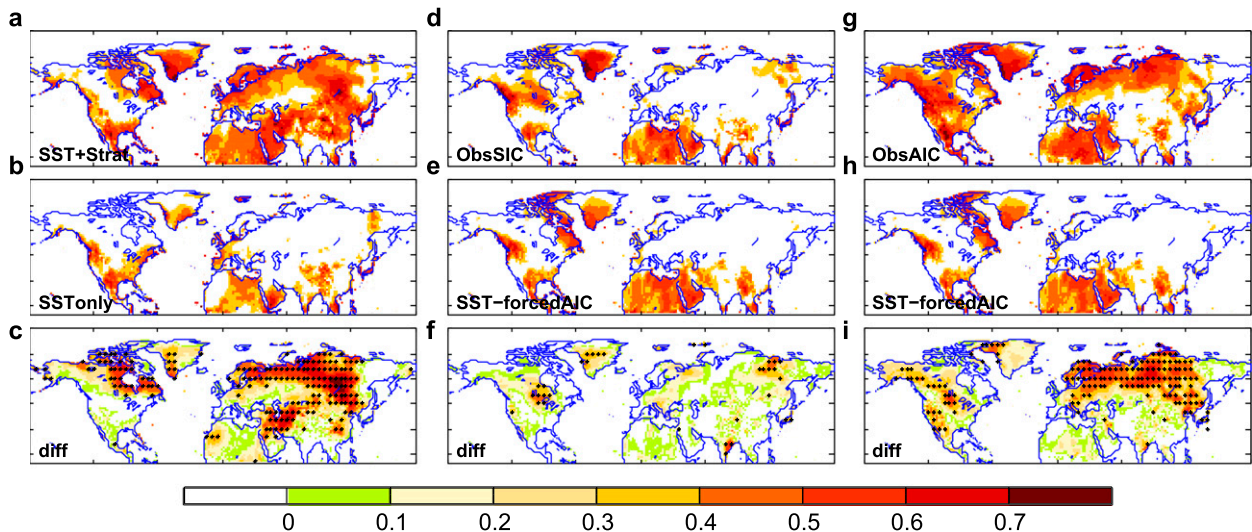 a d g
SST+Strat ObsSIC ObsAIC
b e h
SSTonly SST−forcedAIC SST−forcedAIC
c f i
diff diff diff
0 0.1 0.2 0.3 0.4 0.5 0.6 0.7